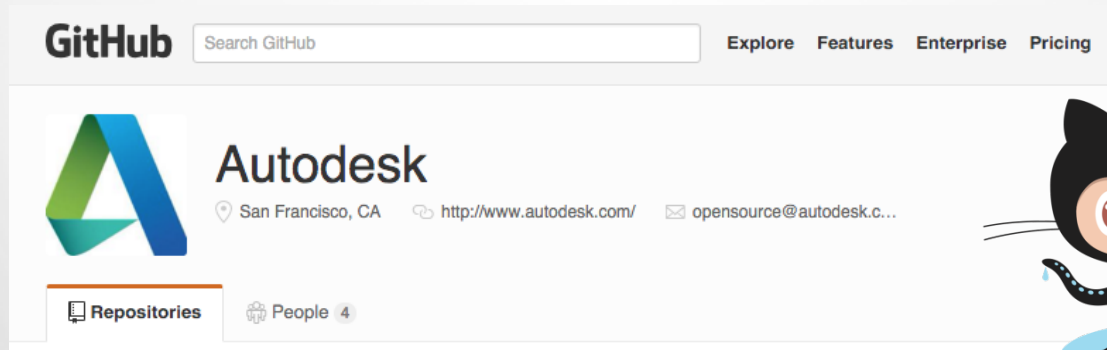 GitHub Search GitHub Explore Features Enterprise Pricing
Autodesk
San Francisco, CA http://www.autodesk.com/ opensource@autodesk.c...
Repositories People 4